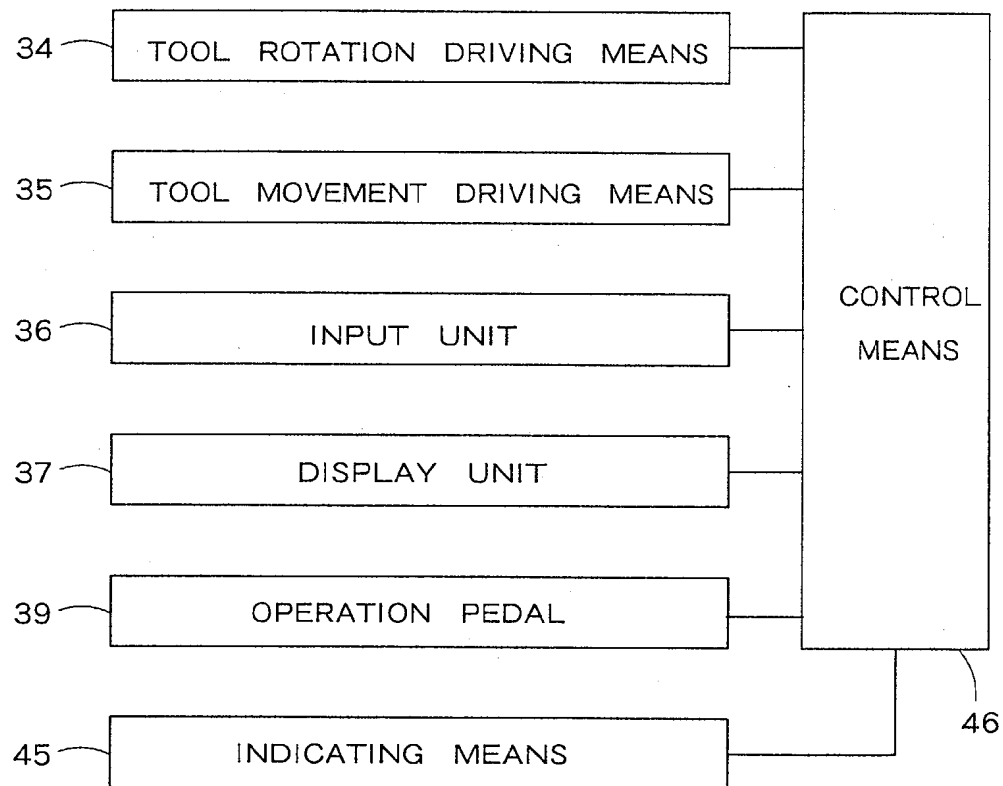 34 TOOL ROTATION DRIVING MEANS
35 TOOL MOVEMENT DRIVING MEANS
36 INPUT UNIT
CONTROL
MEANS
37 DISPLAY UNIT
39 OPERATION PEDAL
46
45 INDICATING MEANS